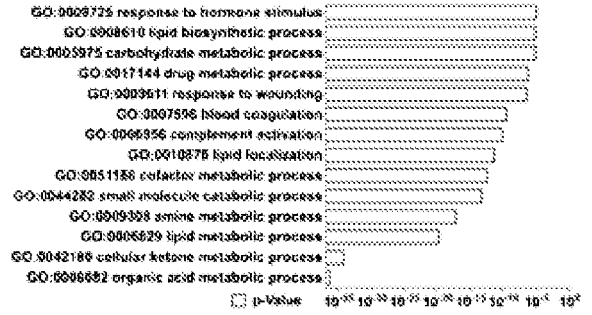 GO:0009725 response to hormone stimulus
GO:0008610 lipid biosynthetic process
GO:0005975 carbohydrate metabolic process
GO:0017144 drug metabolic process
GO:0009611 response to wounding
GO:0007596 blood coagulation
GO:0006956 complement activation
GO:0010876 lipid localization
GO:0051186 cofactor metabolic process
GO:0044282 small molecule catabolic process
GO:0009308 amine metabolic process
GO:0006629 lipid metabolic process
GO:0042180 cellular ketone metabolic process
GO:0006082 organic acid metabolic process
p-Value